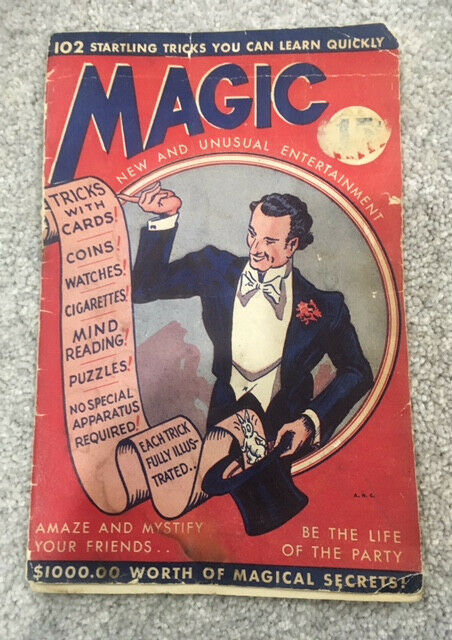 102 STARTLING TRICKS YOU CAN LEARN QUICKLY
MAGIC
NEW AND UNUSUAL ENTERTAINMENT
TRICKS
WITH
CARDS!
COINS!
WATCHES!
CIGARETTES!
MIND
READING!
PUZZLES!
NO SPECIAL
APPARATUS
REQUIRED!
EACH TRICK
FULLY ILLUS-
TRATED..
A.N.C.
AMAZE AND MYSTIFY
YOUR FRIENDS..
BE THE LIFE
OF THE PARTY
$1000.00 WORTH OF MAGICAL SECRETS!